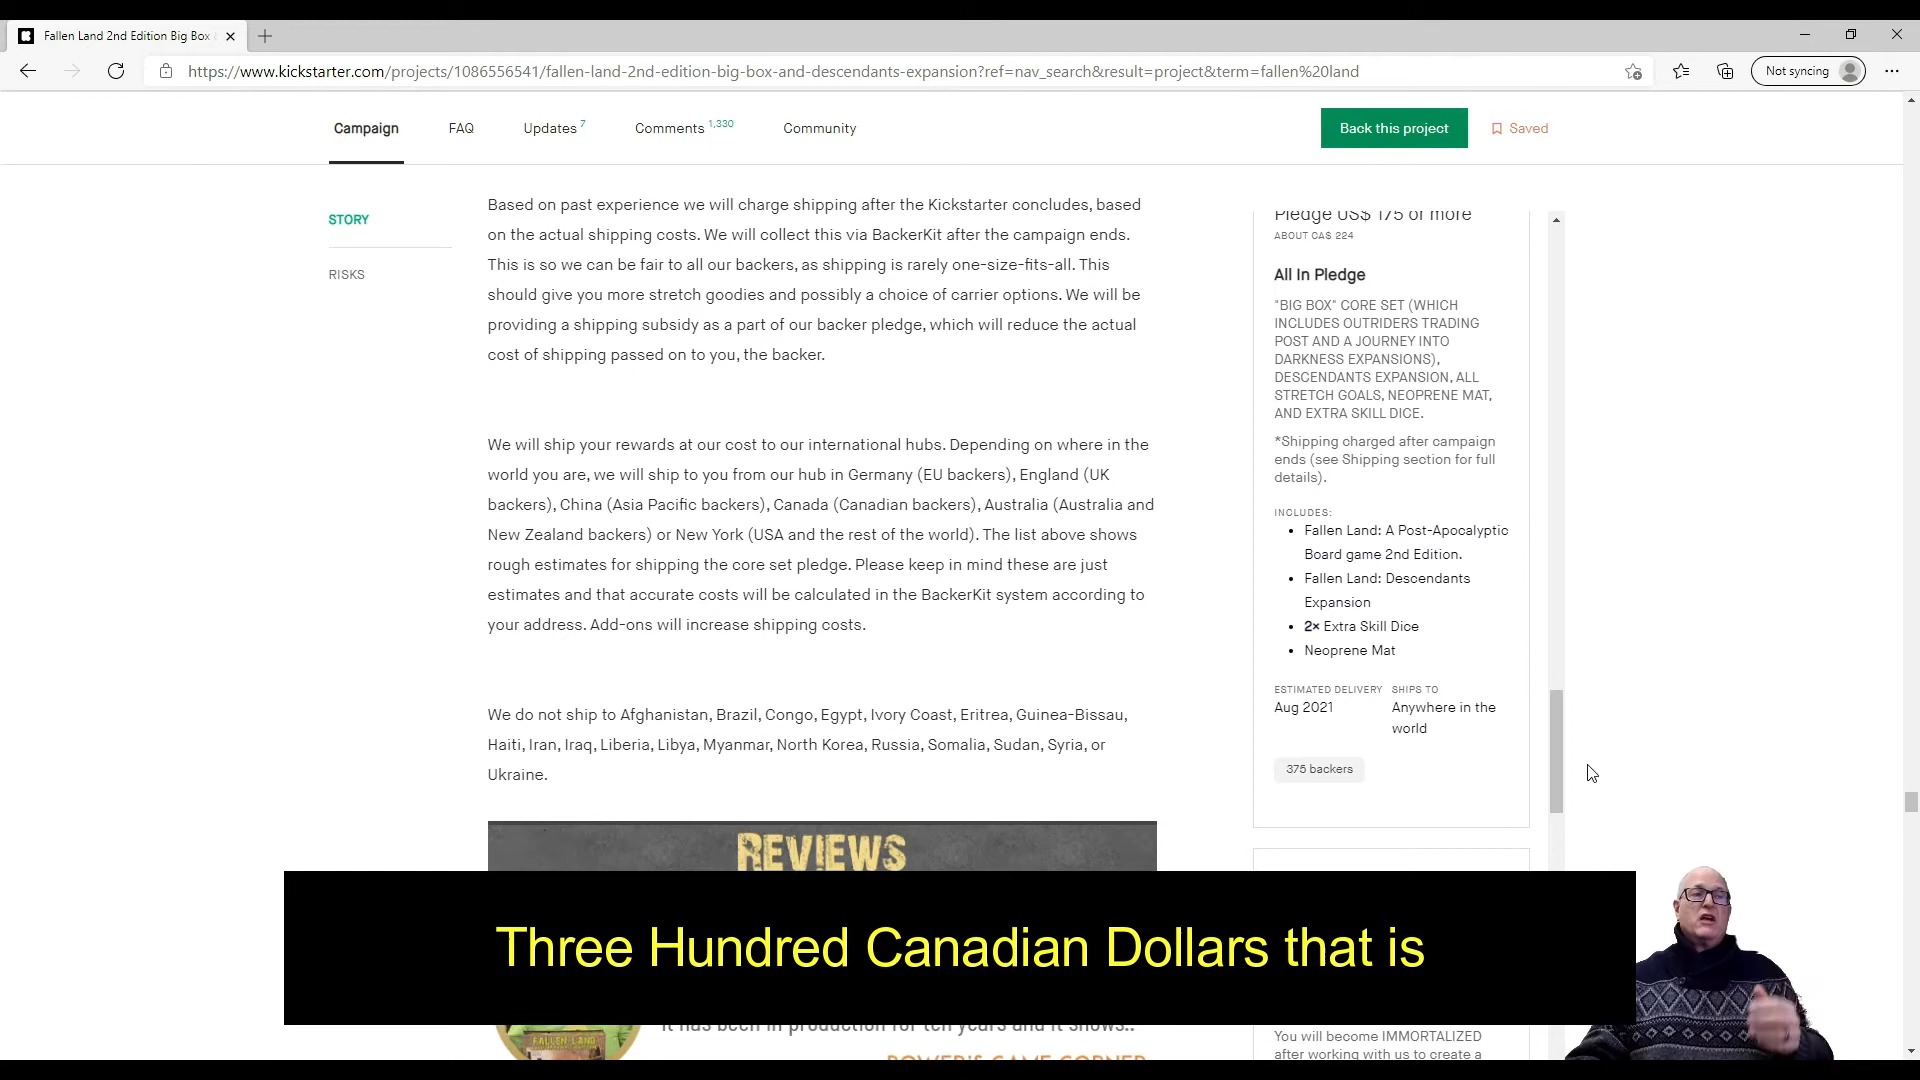 Fallen Land 2nd Edition Big Box
https://www.kickstarter.com/projects/1086556541/fallen-land-2nd-edition-big-box-and-descendants-expansion?ref=nav_search&result=project&term=fallen%20land
Not syncing
Campaign
FAQ
Updates 7
Comments 1,330
Community
Back this project
Saved
STORY
RISKS
Based on past experience we will charge shipping after the Kickstarter concludes, based
on the actual shipping costs. We will collect this via BackerKit after the campaign ends.
This is so we can be fair to all our backers, as shipping is rarely one-size-fits-all. This
should give you more stretch goodies and possibly a choice of carrier options. We will be
providing a shipping subsidy as a part of our backer pledge, which will reduce the actual
cost of shipping passed on to you, the backer.
We will ship your rewards at our cost to our international hubs. Depending on where in the
world you are, we will ship to you from our hub in Germany (EU backers), England (UK
backers), China (Asia Pacific backers), Canada (Canadian backers), Australia (Australia and
New Zealand backers) or New York (USA and the rest of the world). The list above shows
rough estimates for shipping the core set pledge. Please keep in mind these are just
estimates and that accurate costs will be calculated in the BackerKit system according to
your address. Add-ons will increase shipping costs.
We do not ship to Afghanistan, Brazil, Congo, Egypt, Ivory Coast, Eritrea, Guinea-Bissau,
Haiti, Iran, Iraq, Liberia, Libya, Myanmar, North Korea, Russia, Somalia, Sudan, Syria, or
Ukraine.
REVIEWS
Pledge US$ 175 or more
ABOUT CA$ 224
All In Pledge
"BIG BOX" CORE SET (WHICH
INCLUDES OUTRIDERS TRADING
POST AND A JOURNEY INTO
DARKNESS EXPANSIONS),
DESCENDANTS EXPANSION, ALL
STRETCH GOALS, NEOPRENE MAT,
AND EXTRA SKILL DICE.
*Shipping charged after campaign
ends (see Shipping section for full
details).
INCLUDES:
• Fallen Land: A Post-Apocalyptic
Board game 2nd Edition.
• Fallen Land: Descendants
Expansion
• 2× Extra Skill Dice
• Neoprene Mat
ESTIMATED DELIVERY
Aug 2021
SHIPS TO
Anywhere in the
world
375 backers
Three Hundred Canadian Dollars that is
It has been in production for ten years and it shows..
FALLEN LAND
BOWER'S GAME CORNER
You will become IMMORTALIZED
after working with us to create a